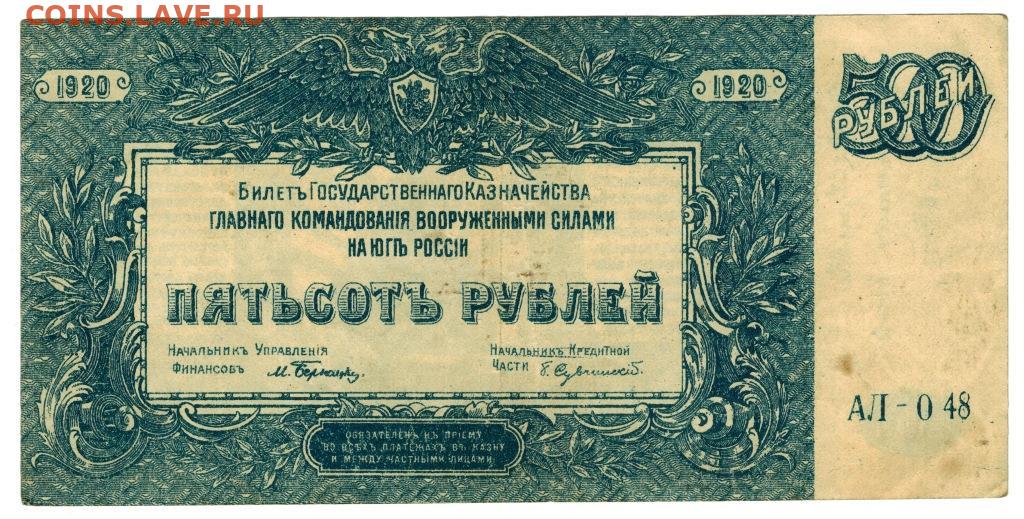 COINS.LAVE.RU
1920
1920
500
РУБЛЕЙ
БИЛЕТЪ ГОСУДАРСТВЕННАГО КАЗНАЧЕЙСТВА
ГЛАВНАГО КОМАНДОВАНІЯ ВООРУЖЕННЫМИ СИЛАМИ
НА ЮГѢ РОССІИ
ПЯТЬСОТЪ РУБЛЕЙ
НАЧАЛЬНИКЪ УПРАВЛЕНІЯ
ФИНАНСОВЪ М. Бернацкій.
НАЧАЛЬНИКЪ КРЕДИТНОЙ
ЧАСТИ Б. Сувчинскій.
АЛ - 048
ОБЯЗАТЕЛЕНЪ КЪ ПРІЕМУ
ВО ВСѢХЪ ПЛАТЕЖАХЪ ВЪ КАЗНУ
И МЕЖДУ ЧАСТНЫМИ ЛИЦАМИ